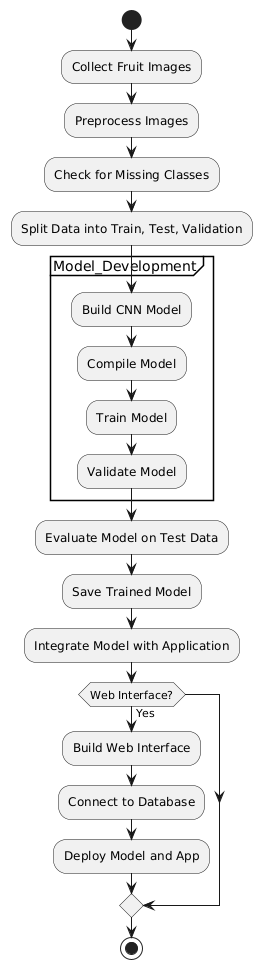 Collect Fruit Images
Preprocess Images
Check for Missing Classes
Split Data into Train, Test, Validation
Model_Development
Build CNN Model
Compile Model
Train Model
Validate Model
Evaluate Model on Test Data
Save Trained Model
Integrate Model with Application
Web Interface?
Yes
Build Web Interface
Connect to Database
Deploy Model and App